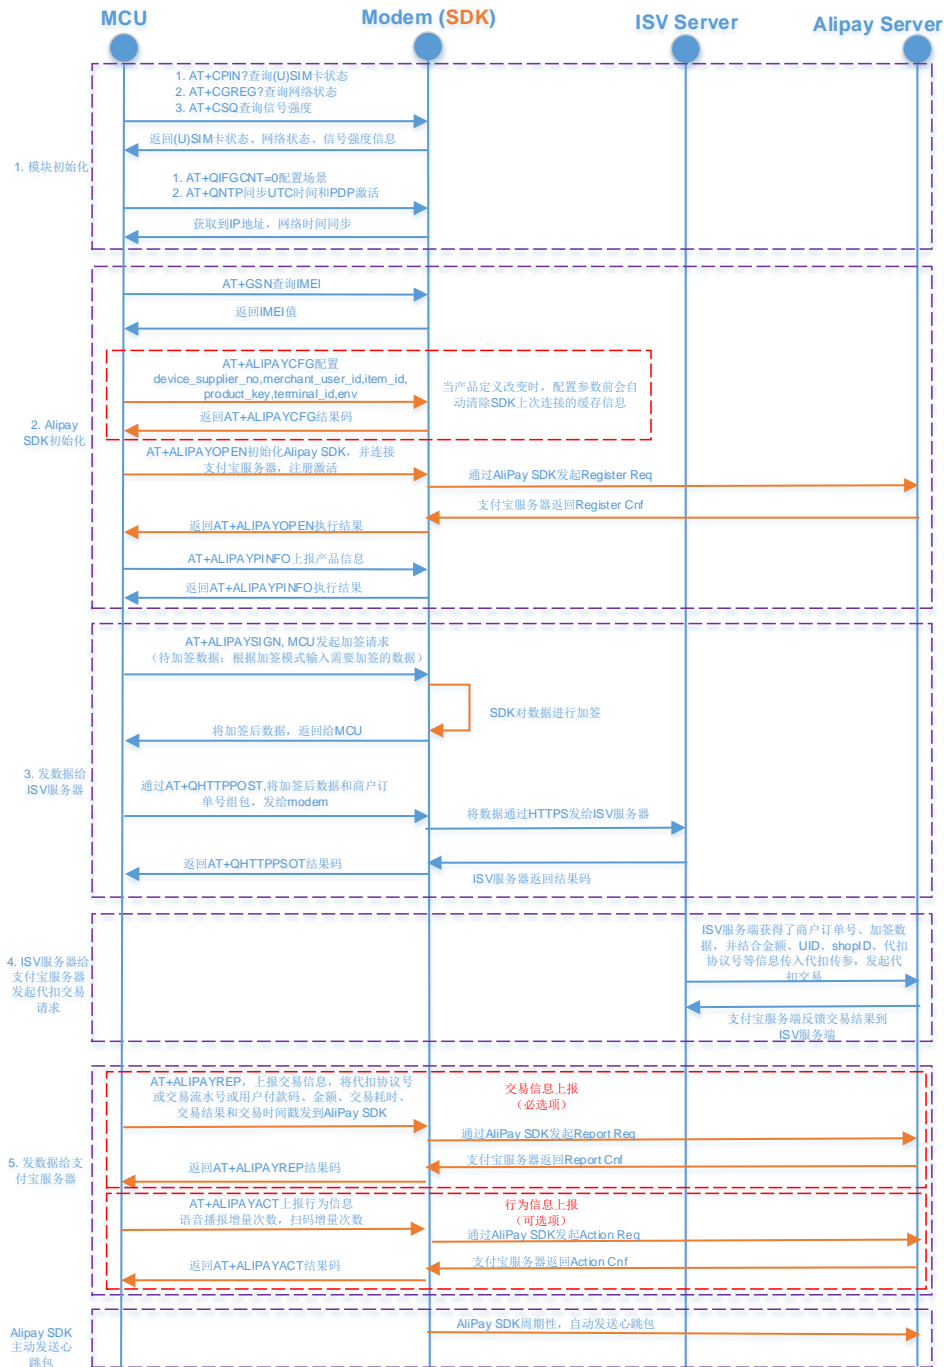 MCU
Modem (SDK)
ISV Server
Alipay Server
1. AT+CPIN?查询(U)SIM卡状态
2. AT+CGREG?查询网络状态
3. AT+CSQ查询信号强度
返回(U)SIM卡状态、网络状态、信号强度信息
1. 模块初始化
1. AT+QIFGCNT=0配置场景
2. AT+QNTP同步UTC时间和PDP激活
获取到IP地址，网络时间同步
AT+GSN查询IMEI
返回IMEI值
AT+ALIPAYCFG配置
device_supplier_no,merchant_user_id,item_id,
product_key,terminal_id,env
当产品定义改变时，配置参数前会自
动清除SDK上次连接的缓存信息
返回AT+ALIPAYCFG结果码
2. Alipay
SDK初始化
AT+ALIPAYOPEN初始化Alipay SDK，并连接
支付宝服务器，注册激活
通过AliPay SDK发起Register Req
支付宝服务器返回Register Cnf
返回AT+ALIPAYOPEN执行结果
AT+ALIPAYPINFO上报产品信息
返回AT+ALIPAYPINFO执行结果
AT+ALIPAYSIGN, MCU发起加签请求
（待加签数据：根据加签模式输入需要加签的数据）
SDK对数据进行加签
将加签后数据，返回给MCU
3. 发数据给
ISV服务器
通过AT+QHTTPPOST,将加签后数据和商户订
单号组包，发给modem
将数据通过HTTPS发给ISV服务器
返回AT+QHTTPPSOT结果码
ISV服务器返回结果码
4. ISV服务器给
支付宝服务器
发起代扣交易
请求
ISV服务端获得了商户订单号、加签数
据，并结合金额、UID、shopID、代扣
协议号等信息传入代扣传参，发起代
扣交易
支付宝服务端反馈交易结果到
ISV服务端
AT+ALIPAYREP，上报交易信息，将代扣协议号
或交易流水号或用户付款码、金额、交易耗时、
交易结果和交易时间戳发到AliPay SDK
交易信息上报
（必选项）
通过AliPay SDK发起Report Req
支付宝服务器返回Report Cnf
返回AT+ALIPAYREP结果码
5. 发数据给支
付宝服务器
AT+ALIPAYACT上报行为信息
语音播报增量次数，扫码增量次数
行为信息上报
（可选项）
通过AliPay SDK发起Action Req
支付宝服务器返回Action Cnf
返回AT+ALIPAYACT结果码
Alipay SDK
主动发送心
跳包
AliPay SDK周期性，自动发送心跳包